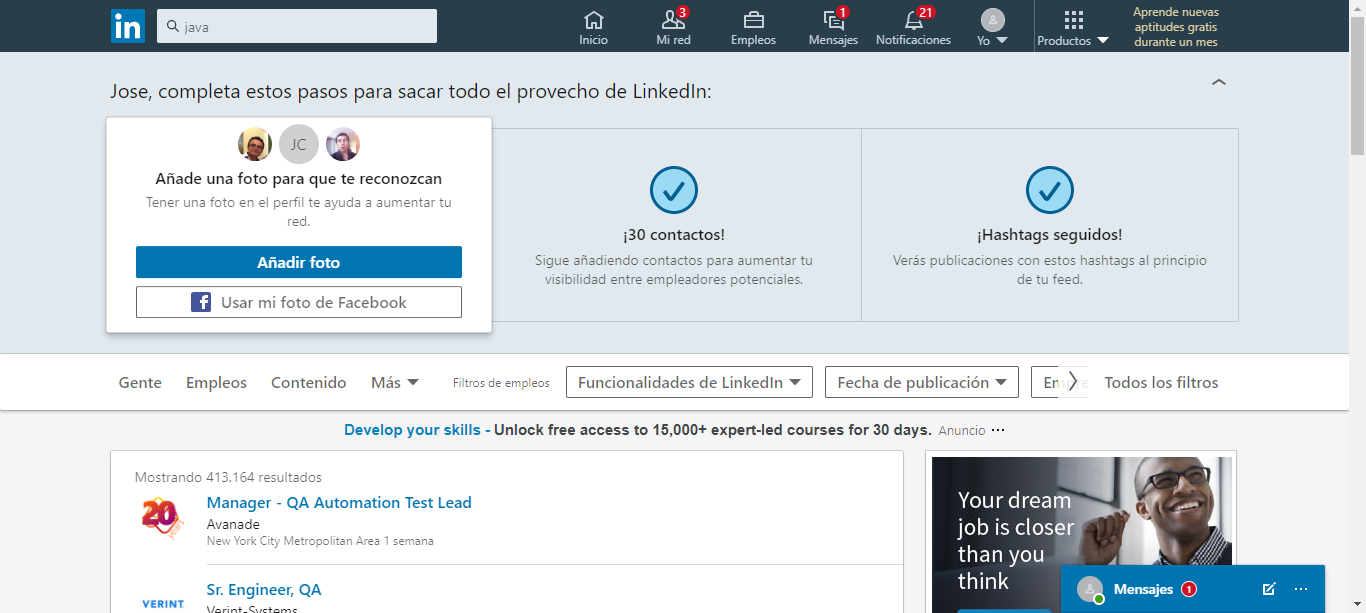 in
java
3
1
21
Inicio
Mi red
Empleos
Mensajes
Notificaciones
Yo
Productos
Aprende nuevas
aptitudes gratis
durante un mes
Jose, completa estos pasos para sacar todo el provecho de LinkedIn:
JC
Añade una foto para que te reconozcan
Tener una foto en el perfil te ayuda a aumentar tu
red.
Añadir foto
f Usar mi foto de Facebook
¡30 contactos!
Sigue añadiendo contactos para aumentar tu
visibilidad entre empleadores potenciales.
¡Hashtags seguidos!
Verás publicaciones con estos hashtags al principio
de tu feed.
Gente
Empleos
Contenido
Más
Filtros de empleos
Funcionalidades de LinkedIn
Fecha de publicación
Todos los filtros
Develop your skills - Unlock free access to 15,000+ expert-led courses for 30 days. Anuncio ···
Mostrando 413.164 resultados
20
Manager - QA Automation Test Lead
Avanade
New York City Metropolitan Area 1 semana
VERINT
Sr. Engineer, QA
Verint-Systems
Your dream
job is closer
than you
think
Mensajes 1 ···